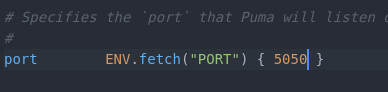 # Specifies the `port` that Puma will listen
#
port        ENV.fetch("PORT") { 5050 }